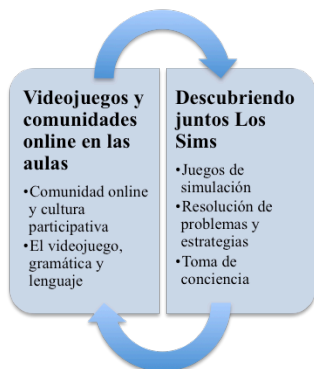 Videojuegos y
comunidades
online en las
aulas
•Comunidad online
y cultura
participativa
•El videojuego,
gramática y
lenguaje
Descubriendo
juntos Los
Sims
•Juegos de
simulación
•Resolución de
problemas y
estrategias
•Toma de
conciencia